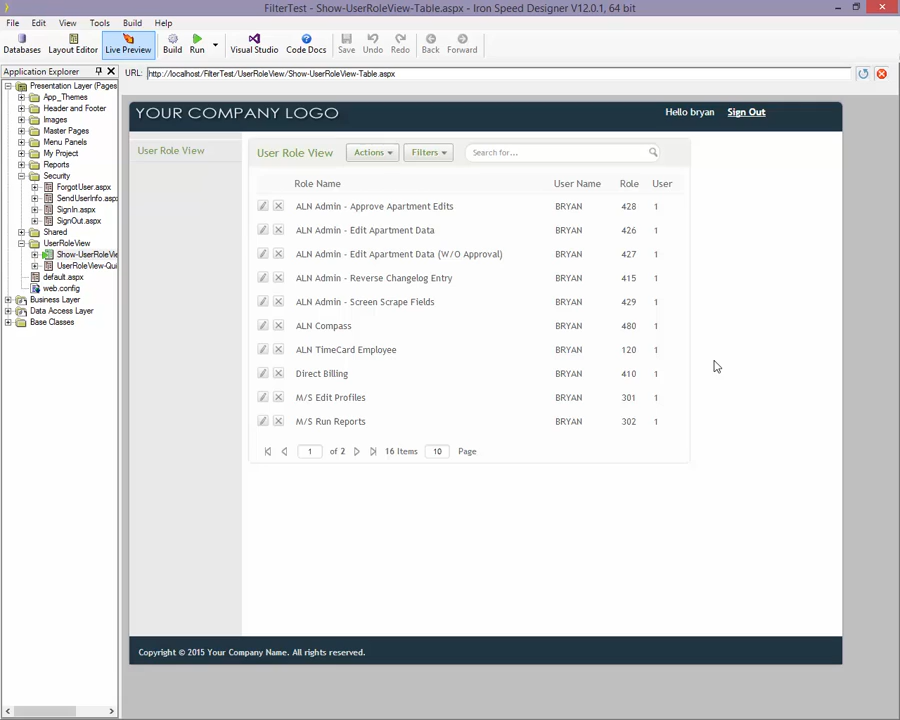 FilterTest - Show-UserRoleView-Table.aspx - Iron Speed Designer V12.0.1, 64 bit
File Edit View Tools Build Help
Databases Layout Editor Live Preview Build Run Visual Studio Code Docs Save Undo Redo Back Forward
Application Explorer
URL: http://localhost/FilterTest/UserRoleView/Show-UserRoleView-Table.aspx
Presentation Layer (Pages
App_Themes
Header and Footer
Images
Master Pages
Menu Panels
My Project
Reports
Security
ForgotUser.aspx
SendUserInfo.asp
SignIn.aspx
SignOut.aspx
Shared
UserRoleView
Show-UserRoleVie
UserRoleView-Qui
default.aspx
web.config
Business Layer
Data Access Layer
Base Classes
YOUR COMPANY LOGO
Hello bryan Sign Out
User Role View
User Role View Actions Filters Search for...
Role Name User Name Role User
ALN Admin - Approve Apartment Edits BRYAN 428 1
ALN Admin - Edit Apartment Data BRYAN 426 1
ALN Admin - Edit Apartment Data (W/O Approval) BRYAN 427 1
ALN Admin - Reverse Changelog Entry BRYAN 415 1
ALN Admin - Screen Scrape Fields BRYAN 429 1
ALN Compass BRYAN 480 1
ALN TimeCard Employee BRYAN 120 1
Direct Billing BRYAN 410 1
M/S Edit Profiles BRYAN 301 1
M/S Run Reports BRYAN 302 1
1 of 2 16 Items 10 Page
Copyright © 2015 Your Company Name. All rights reserved.